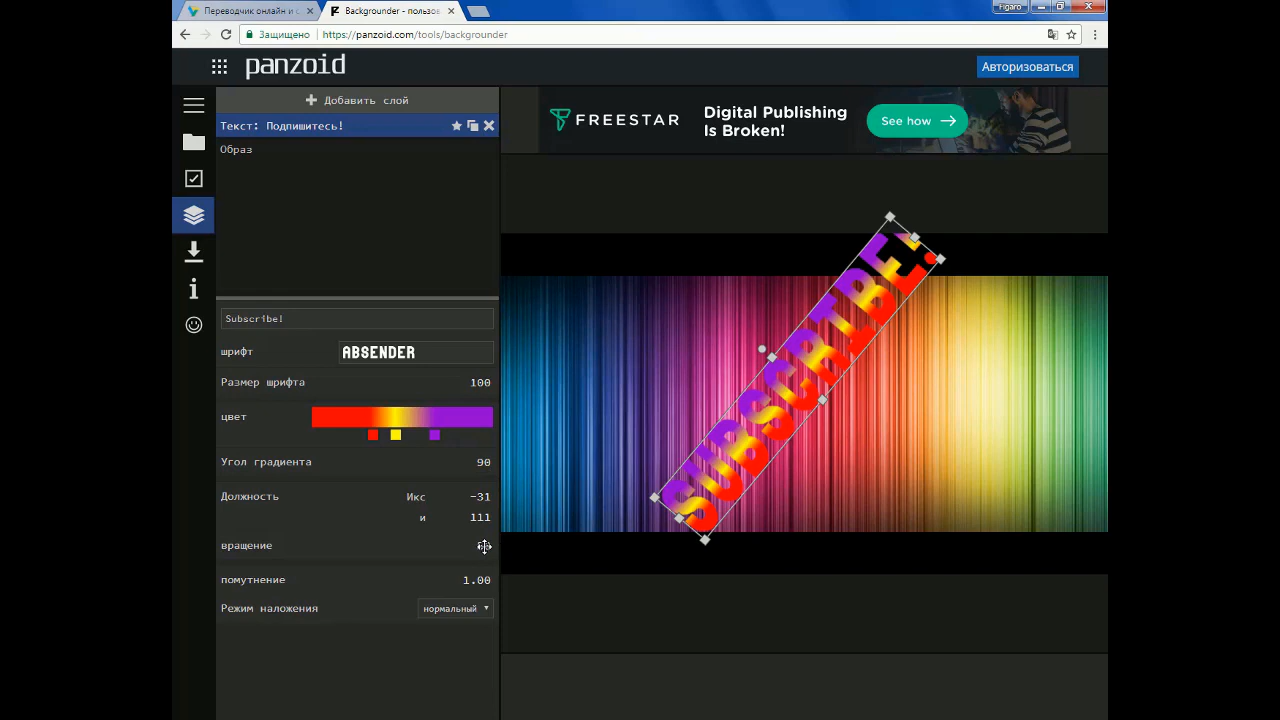 Переводчик онлайн и с
Backgrounder - пользов
Figaro
Защищено
https://panzoid.com/tools/backgrounder
panzoid
Авторизоваться
Добавить слой
Текст: Подпишитесь!
Образ
FREESTAR
Digital Publishing
Is Broken!
See how
Subscribe!
шрифт
ABSENDER
Размер шрифта
100
цвет
Угол градиента
90
Должность
Икс
-31
и
111
вращение
помутнение
1.00
Режим наложения
нормальный
SUBSCRIBE!